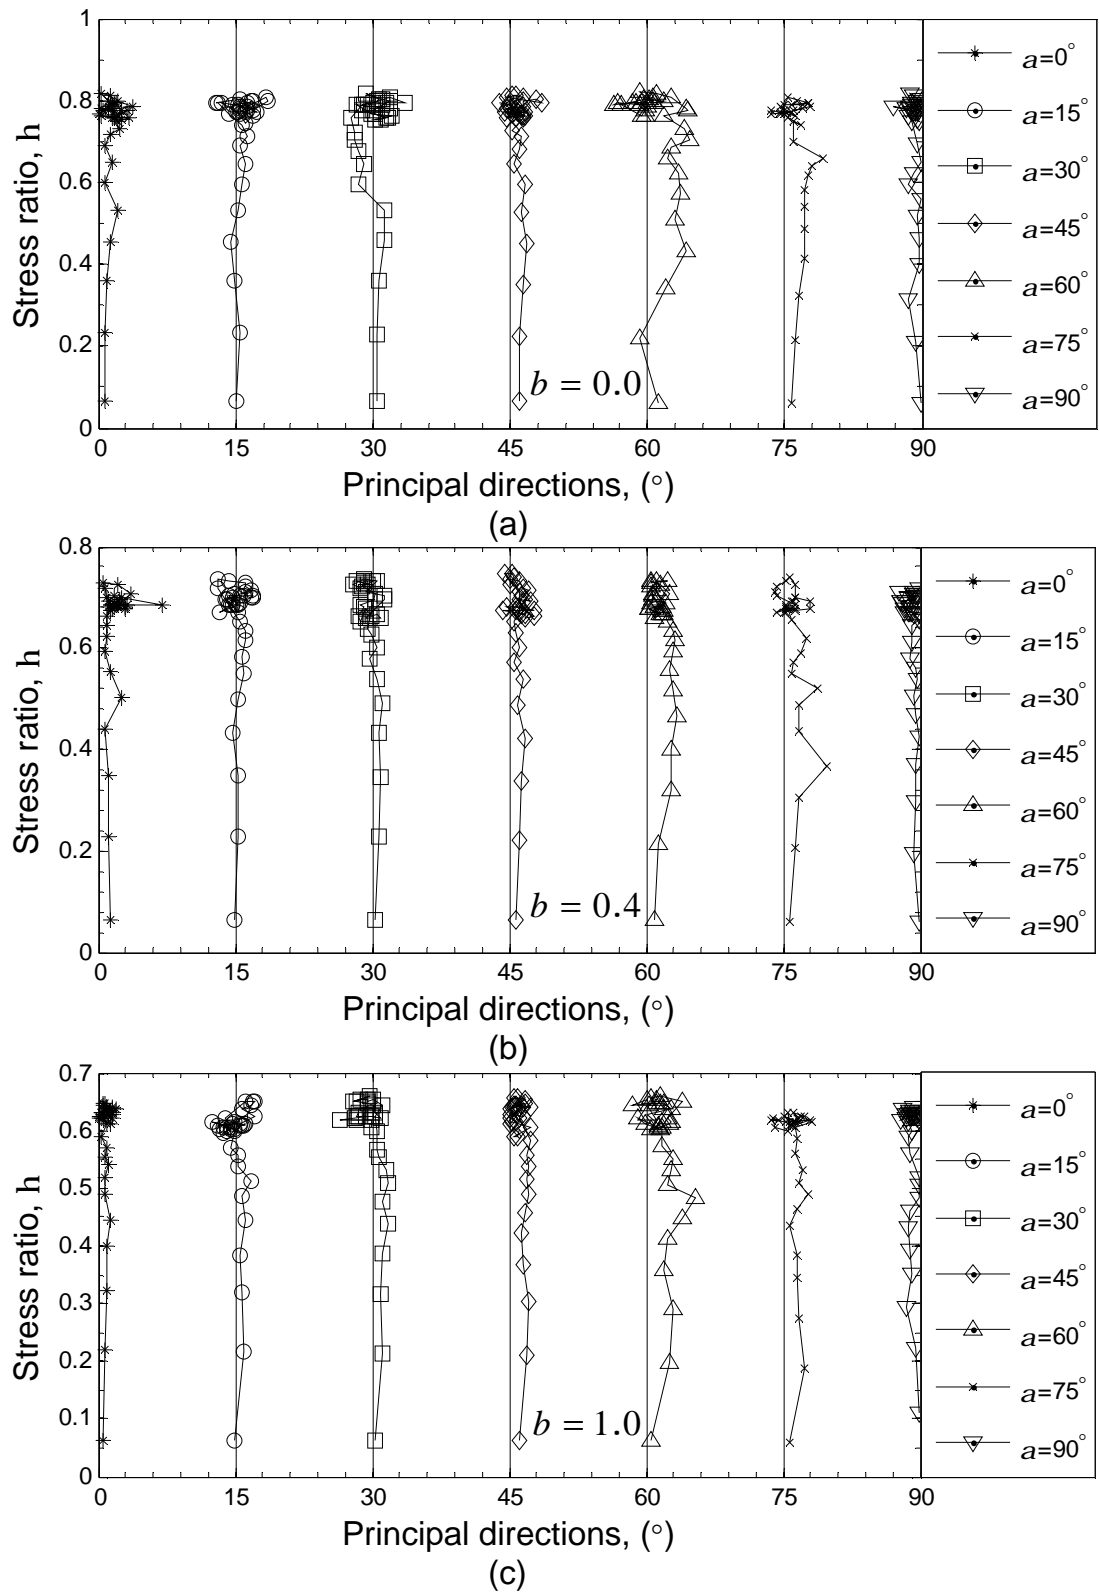 1
0.8
0.6
0.4
0.2
0
Stress ratio, h
b = 0.0
0 15 30 45 60 75 90
Principal directions, (°)
(a)
a=0°
a=15°
a=30°
a=45°
a=60°
a=75°
a=90°
0.8
0.6
0.4
0.2
0
Stress ratio, h
b = 0.4
0 15 30 45 60 75 90
Principal directions, (°)
(b)
a=0°
a=15°
a=30°
a=45°
a=60°
a=75°
a=90°
0.7
0.6
0.5
0.4
0.3
0.2
0.1
0
Stress ratio, h
b = 1.0
0 15 30 45 60 75 90
Principal directions, (°)
(c)
a=0°
a=15°
a=30°
a=45°
a=60°
a=75°
a=90°